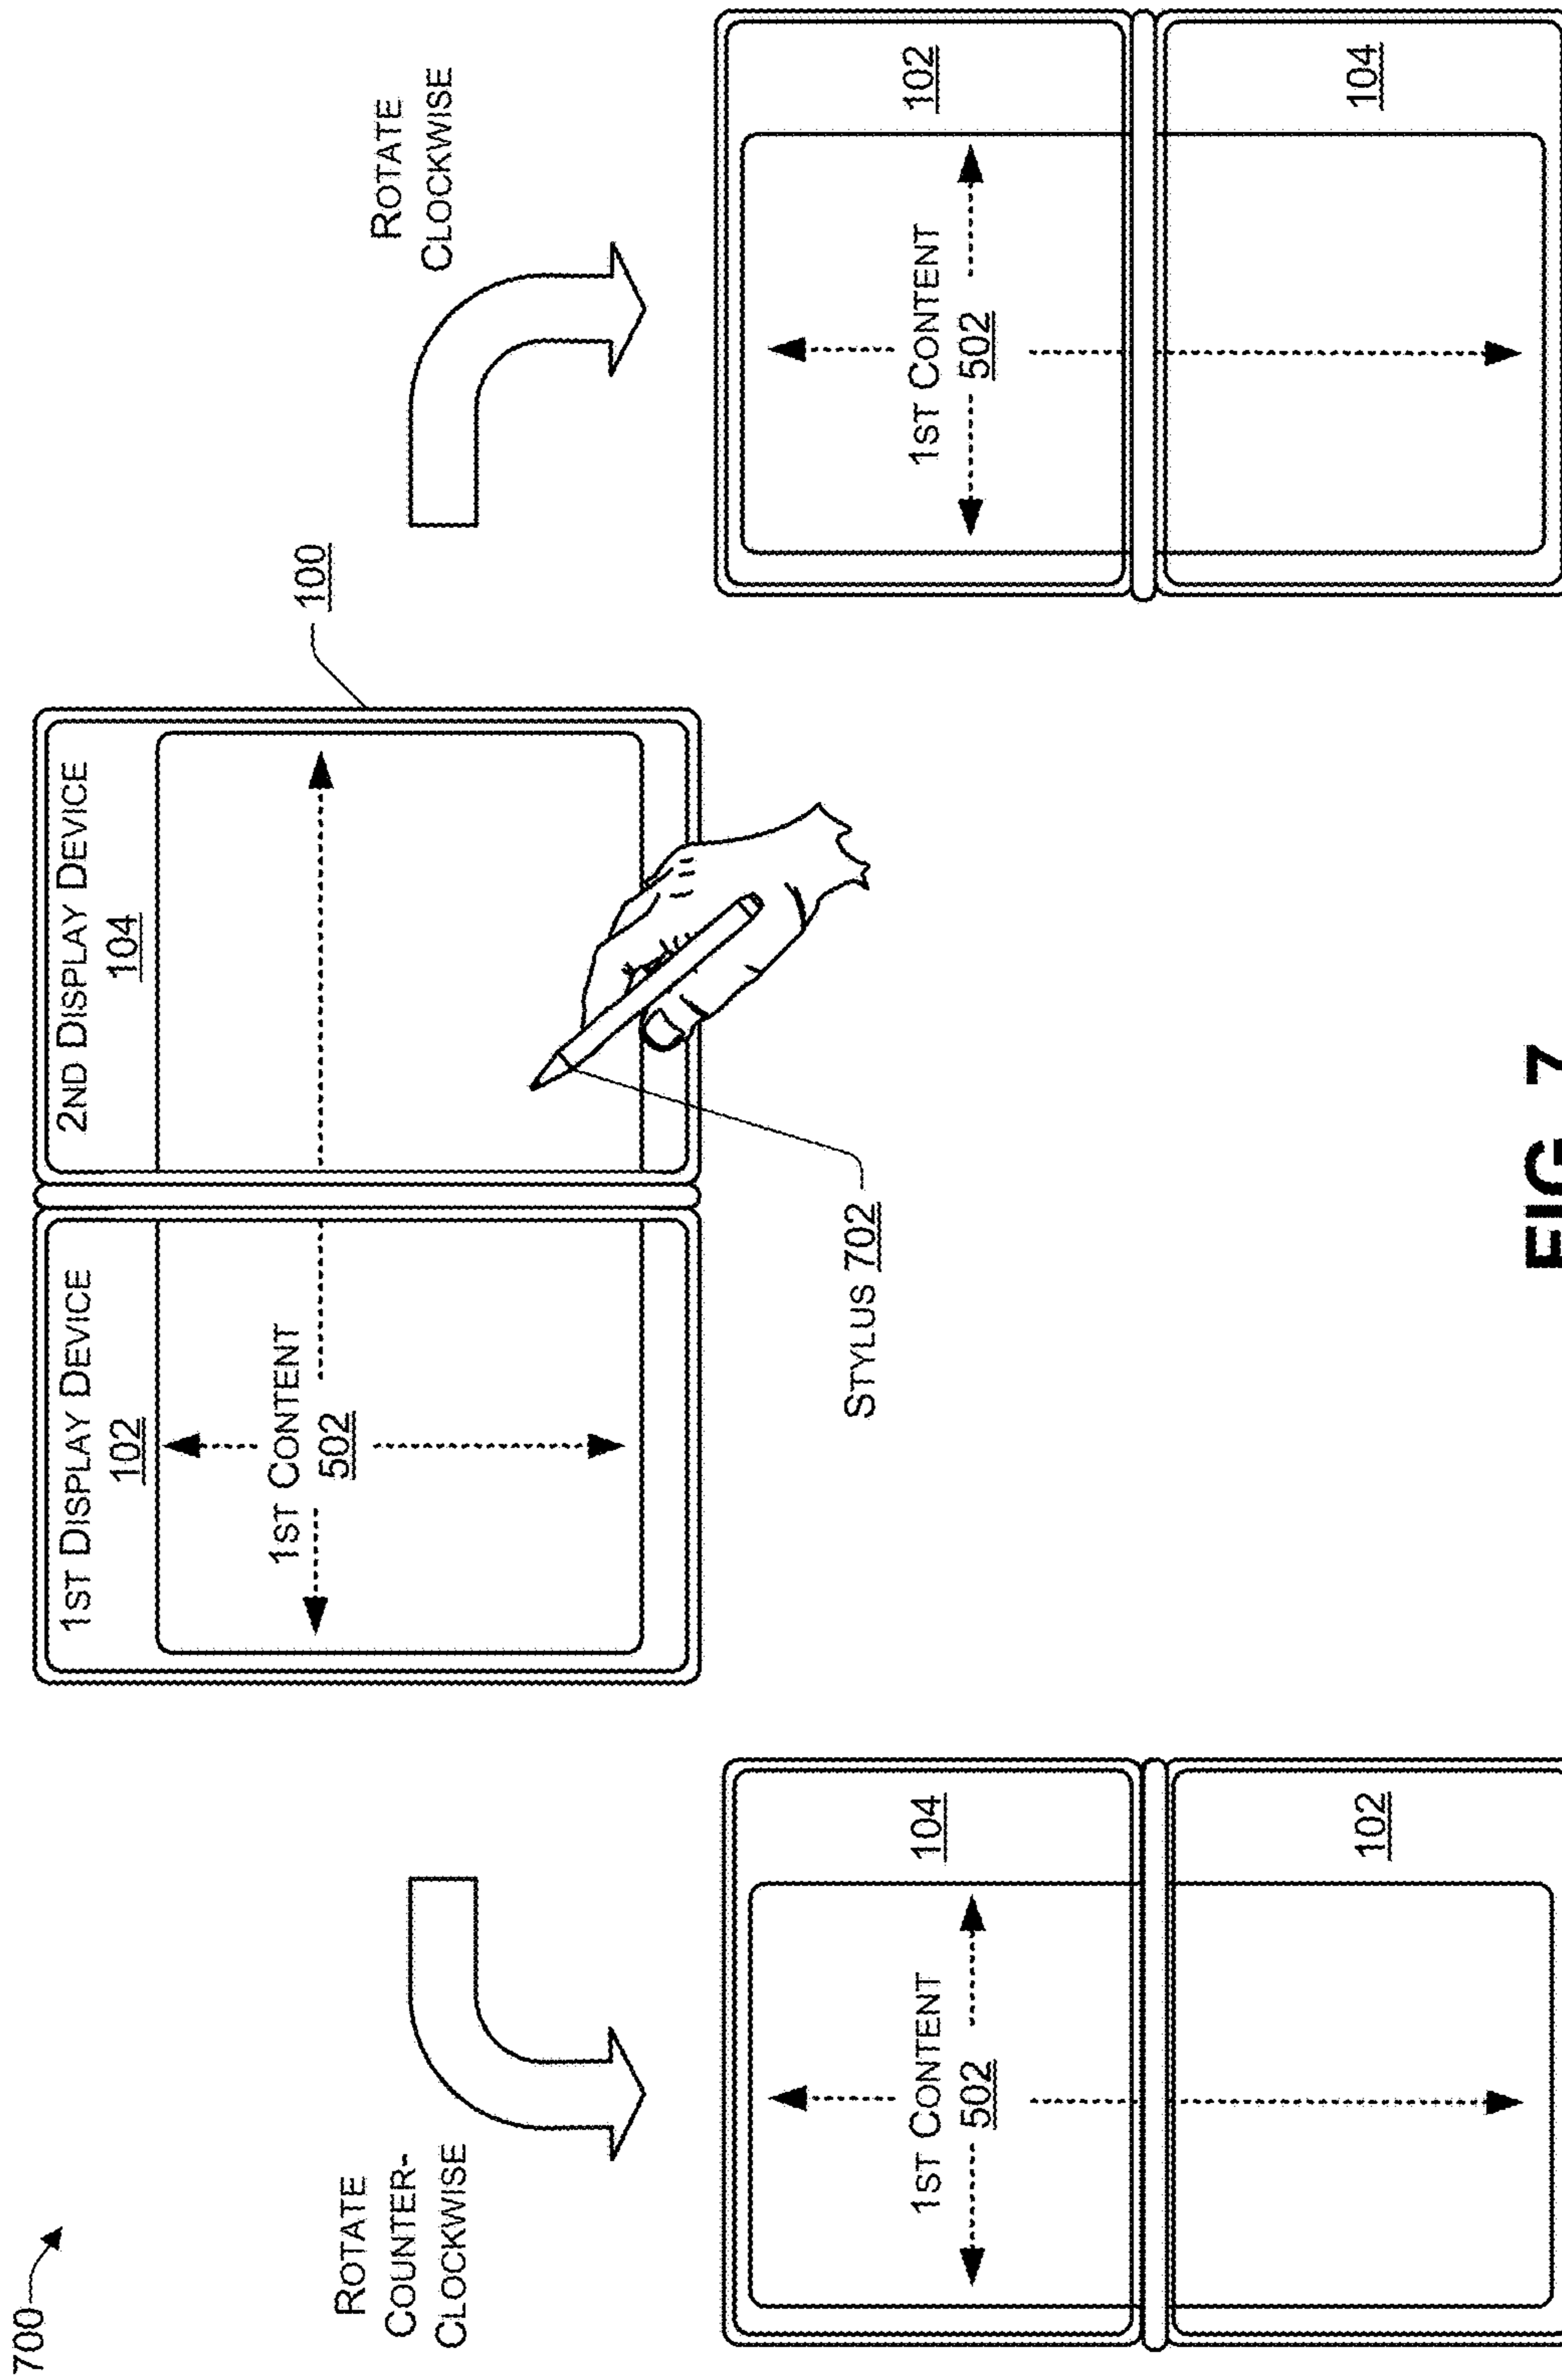 700
1ST DISPLAY DEVICE
102
2ND DISPLAY DEVICE
104
1ST CONTENT
502
100
ROTATE
COUNTER-
CLOCKWISE
ROTATE
CLOCKWISE
STYLUS 702
104
1ST CONTENT
502
102
102
1ST CONTENT
502
104
FIG. 7